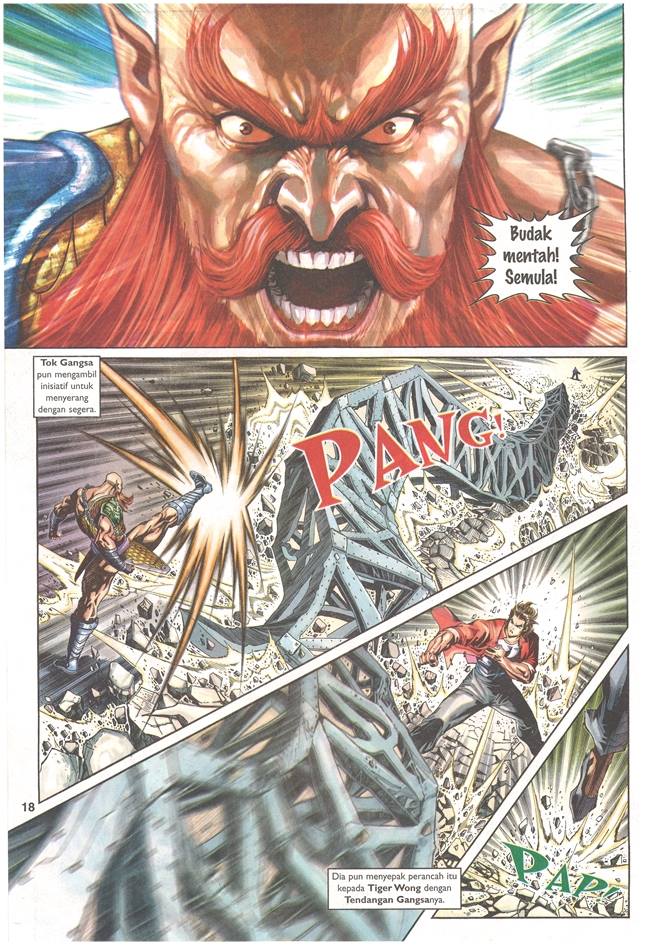 Budak
mentah!
Semula!
Tok Gangsa
pun mengambil
inisiatif untuk
menyerang
dengan segera.
PANG!
18
Dia pun menyepak perancah itu
kepada Tiger Wong dengan
Tendangan Gangsanya.
PAP!!